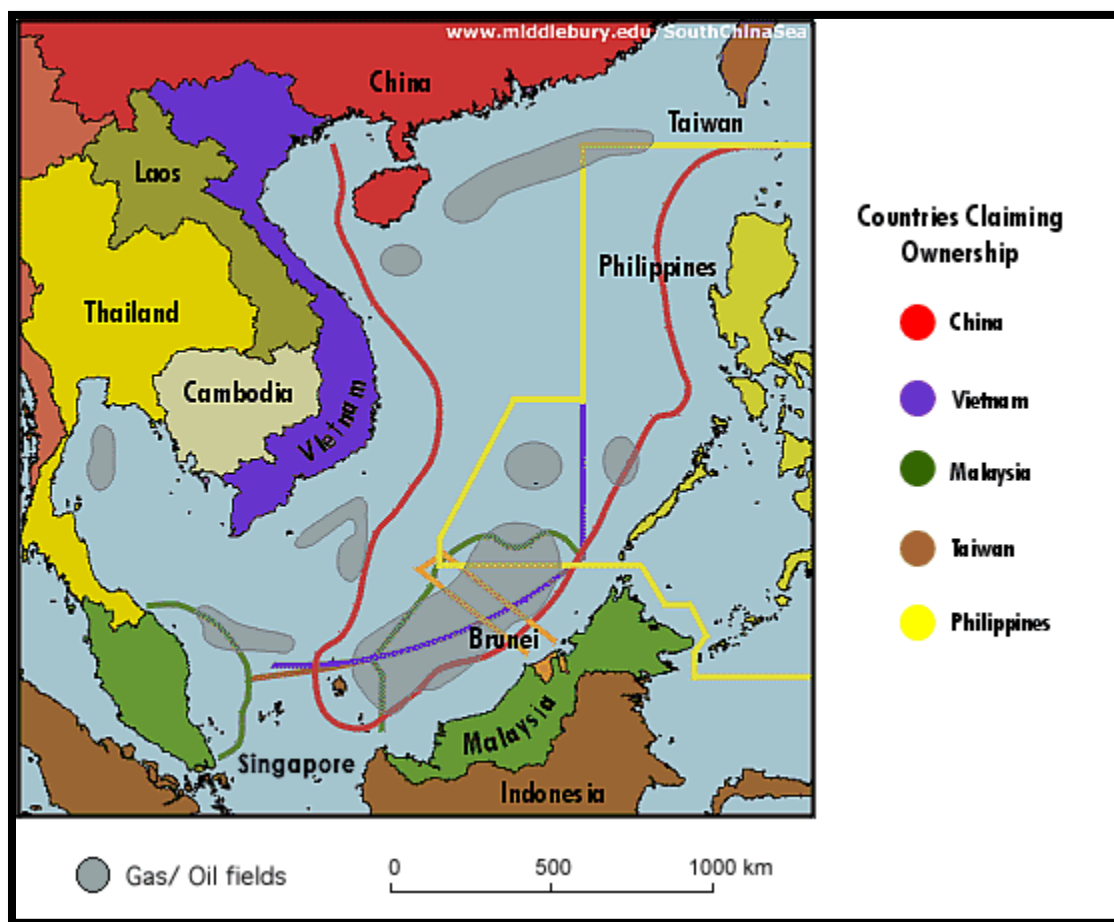 www.middlebury.edu/SouthChinaSea
China
Taiwan
Laos
Philippines
Thailand
Cambodia
Vietnam
Brunei
Malaysia
Singapore
Indonesia
Countries Claiming
Ownership
China
Vietnam
Malaysia
Taiwan
Philippines
Gas/ Oil fields
0 500 1000 km